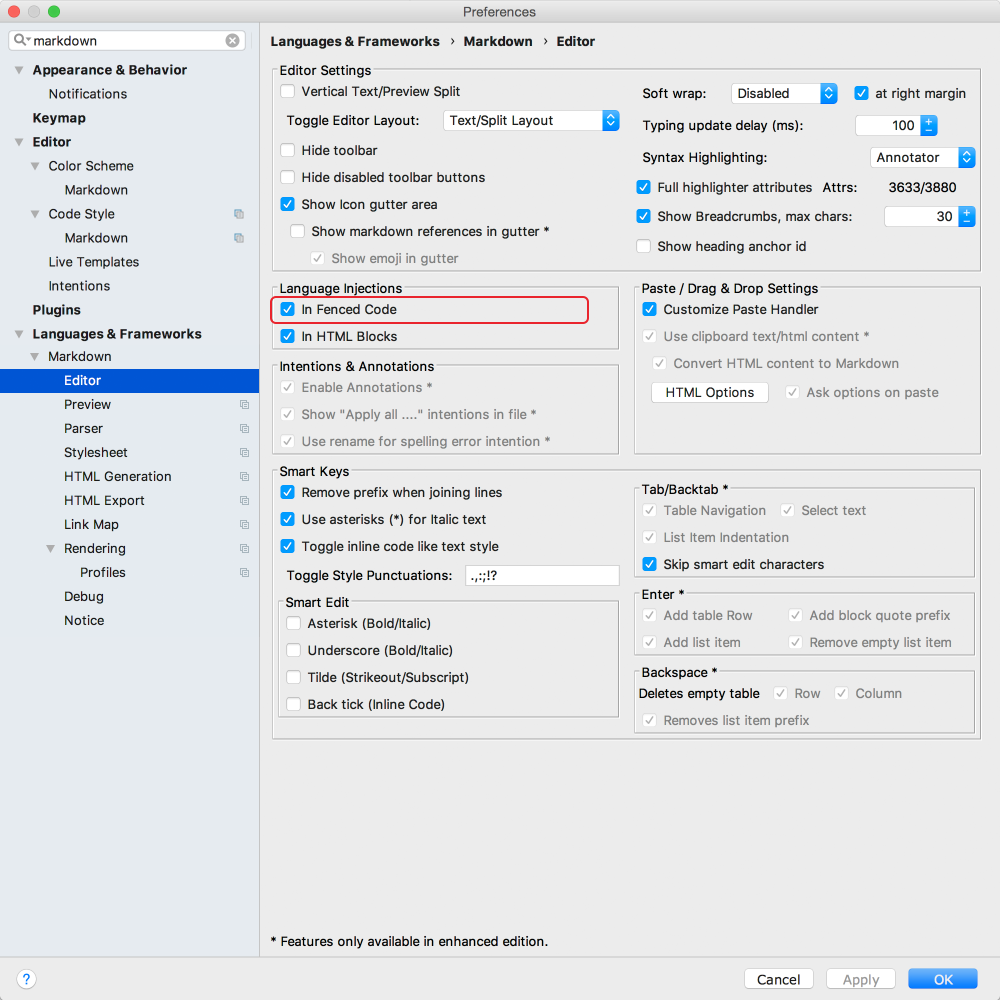 Preferences
markdown
Appearance & Behavior
Notifications
Keymap
Editor
Color Scheme
Markdown
Code Style
Markdown
Live Templates
Intentions
Plugins
Languages & Frameworks
Markdown
Editor
Preview
Parser
Stylesheet
HTML Generation
HTML Export
Link Map
Rendering
Profiles
Debug
Notice
Languages & Frameworks › Markdown › Editor
Editor Settings
Vertical Text/Preview Split
Toggle Editor Layout: Text/Split Layout
Hide toolbar
Hide disabled toolbar buttons
Show Icon gutter area
Show markdown references in gutter *
Show emoji in gutter
Soft wrap: Disabled at right margin
Typing update delay (ms): 100
Syntax Highlighting: Annotator
Full highlighter attributes Attrs: 3633/3880
Show Breadcrumbs, max chars: 30
Show heading anchor id
Language Injections
In Fenced Code
In HTML Blocks
Paste / Drag & Drop Settings
Customize Paste Handler
Use clipboard text/html content *
Convert HTML content to Markdown
HTML Options Ask options on paste
Intentions & Annotations
Enable Annotations *
Show "Apply all ...." intentions in file *
Use rename for spelling error intention *
Smart Keys
Remove prefix when joining lines
Use asterisks (*) for Italic text
Toggle inline code like text style
Toggle Style Punctuations: .,:;!?
Smart Edit
Asterisk (Bold/Italic)
Underscore (Bold/Italic)
Tilde (Strikeout/Subscript)
Back tick (Inline Code)
Tab/Backtab *
Table Navigation Select text
List Item Indentation
Skip smart edit characters
Enter *
Add table Row Add block quote prefix
Add list item Remove empty list item
Backspace *
Deletes empty table Row Column
Removes list item prefix
* Features only available in enhanced edition.
? Cancel Apply OK